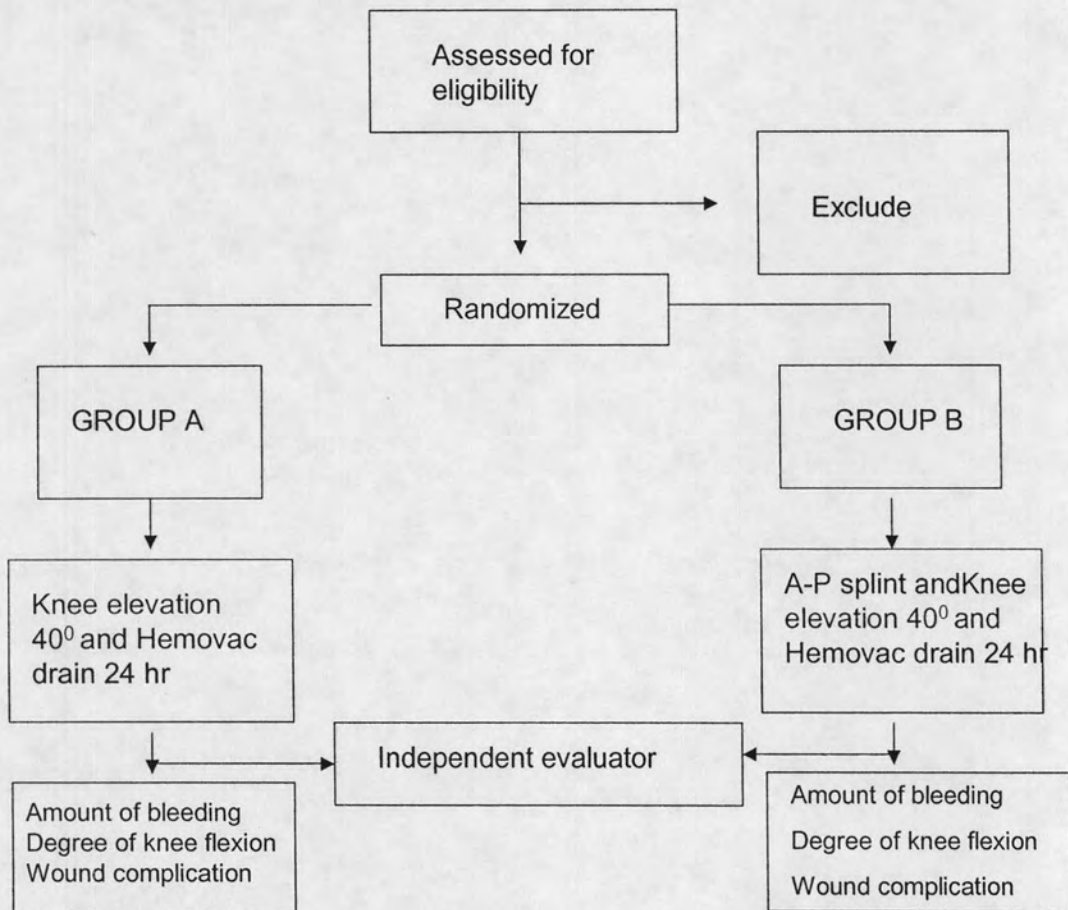 Assessed for
eligibility
Exclude
Randomized
GROUP A
GROUP B
Knee elevation
40⁰ and Hemovac
drain 24 hr
A-P splint andKnee
elevation 40⁰ and
Hemovac drain 24 hr
Independent evaluator
Amount of bleeding
Degree of knee flexion
Wound complication
Amount of bleeding
Degree of knee flexion
Wound complication